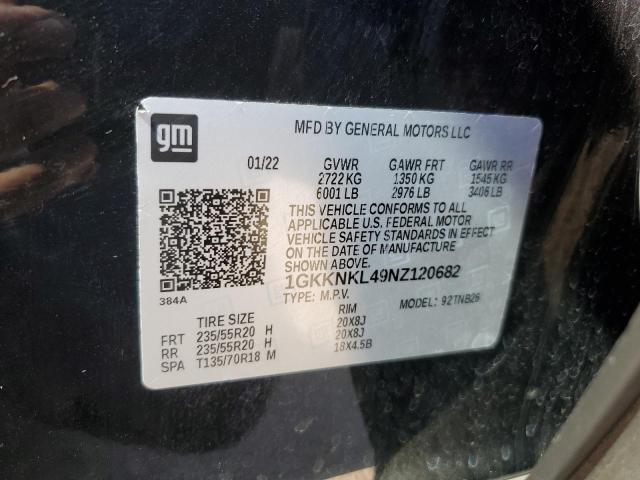 gm
MFD BY GENERAL MOTORS LLC
01/22 GVWR GAWR FRT GAWR RR
2722 KG 1350 KG 1545 KG
6001 LB 2976 LB 3406 LB
THIS VEHICLE CONFORMS TO ALL
APPLICABLE U.S. FEDERAL MOTOR
VEHICLE SAFETY STANDARDS IN EFFECT
ON THE DATE OF MANUFACTURE
SHOWN ABOVE.
1GKKNKL49NZ120682
384A TYPE: M.P.V. MODEL: 92TNB26
TIRE SIZE RIM
FRT 235/55R20 H 20X8J
RR 235/55R20 H 20X8J
SPA T135/70R18 M 18X4.5B